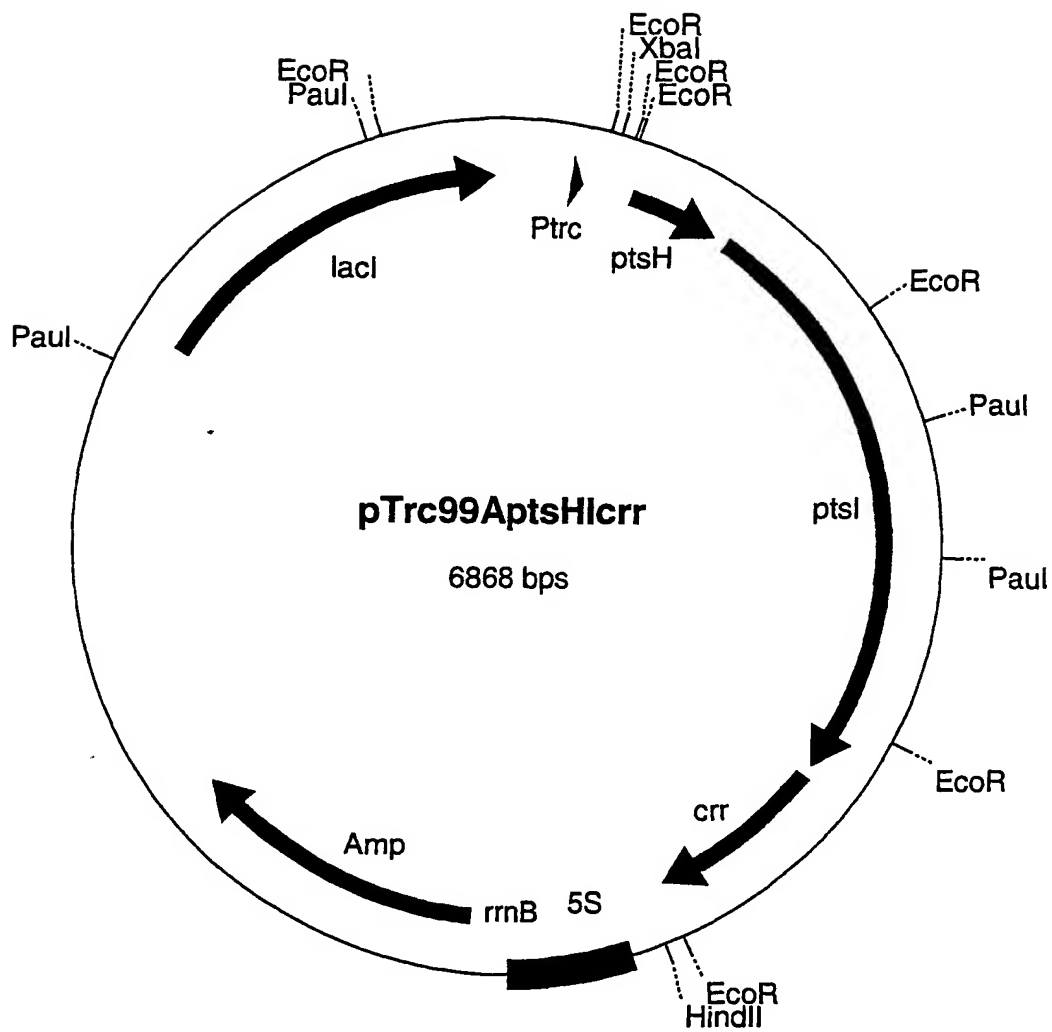 EcoR
XbaI
EcoR
EcoR
EcoR
PauI
Ptrc
ptsH
lacI
EcoR
PauI
PauI
pTrc99AptsHIcrr
ptsI
6868 bps
PauI
EcoR
crr
Amp
rrnB
5S
EcoR
HindII